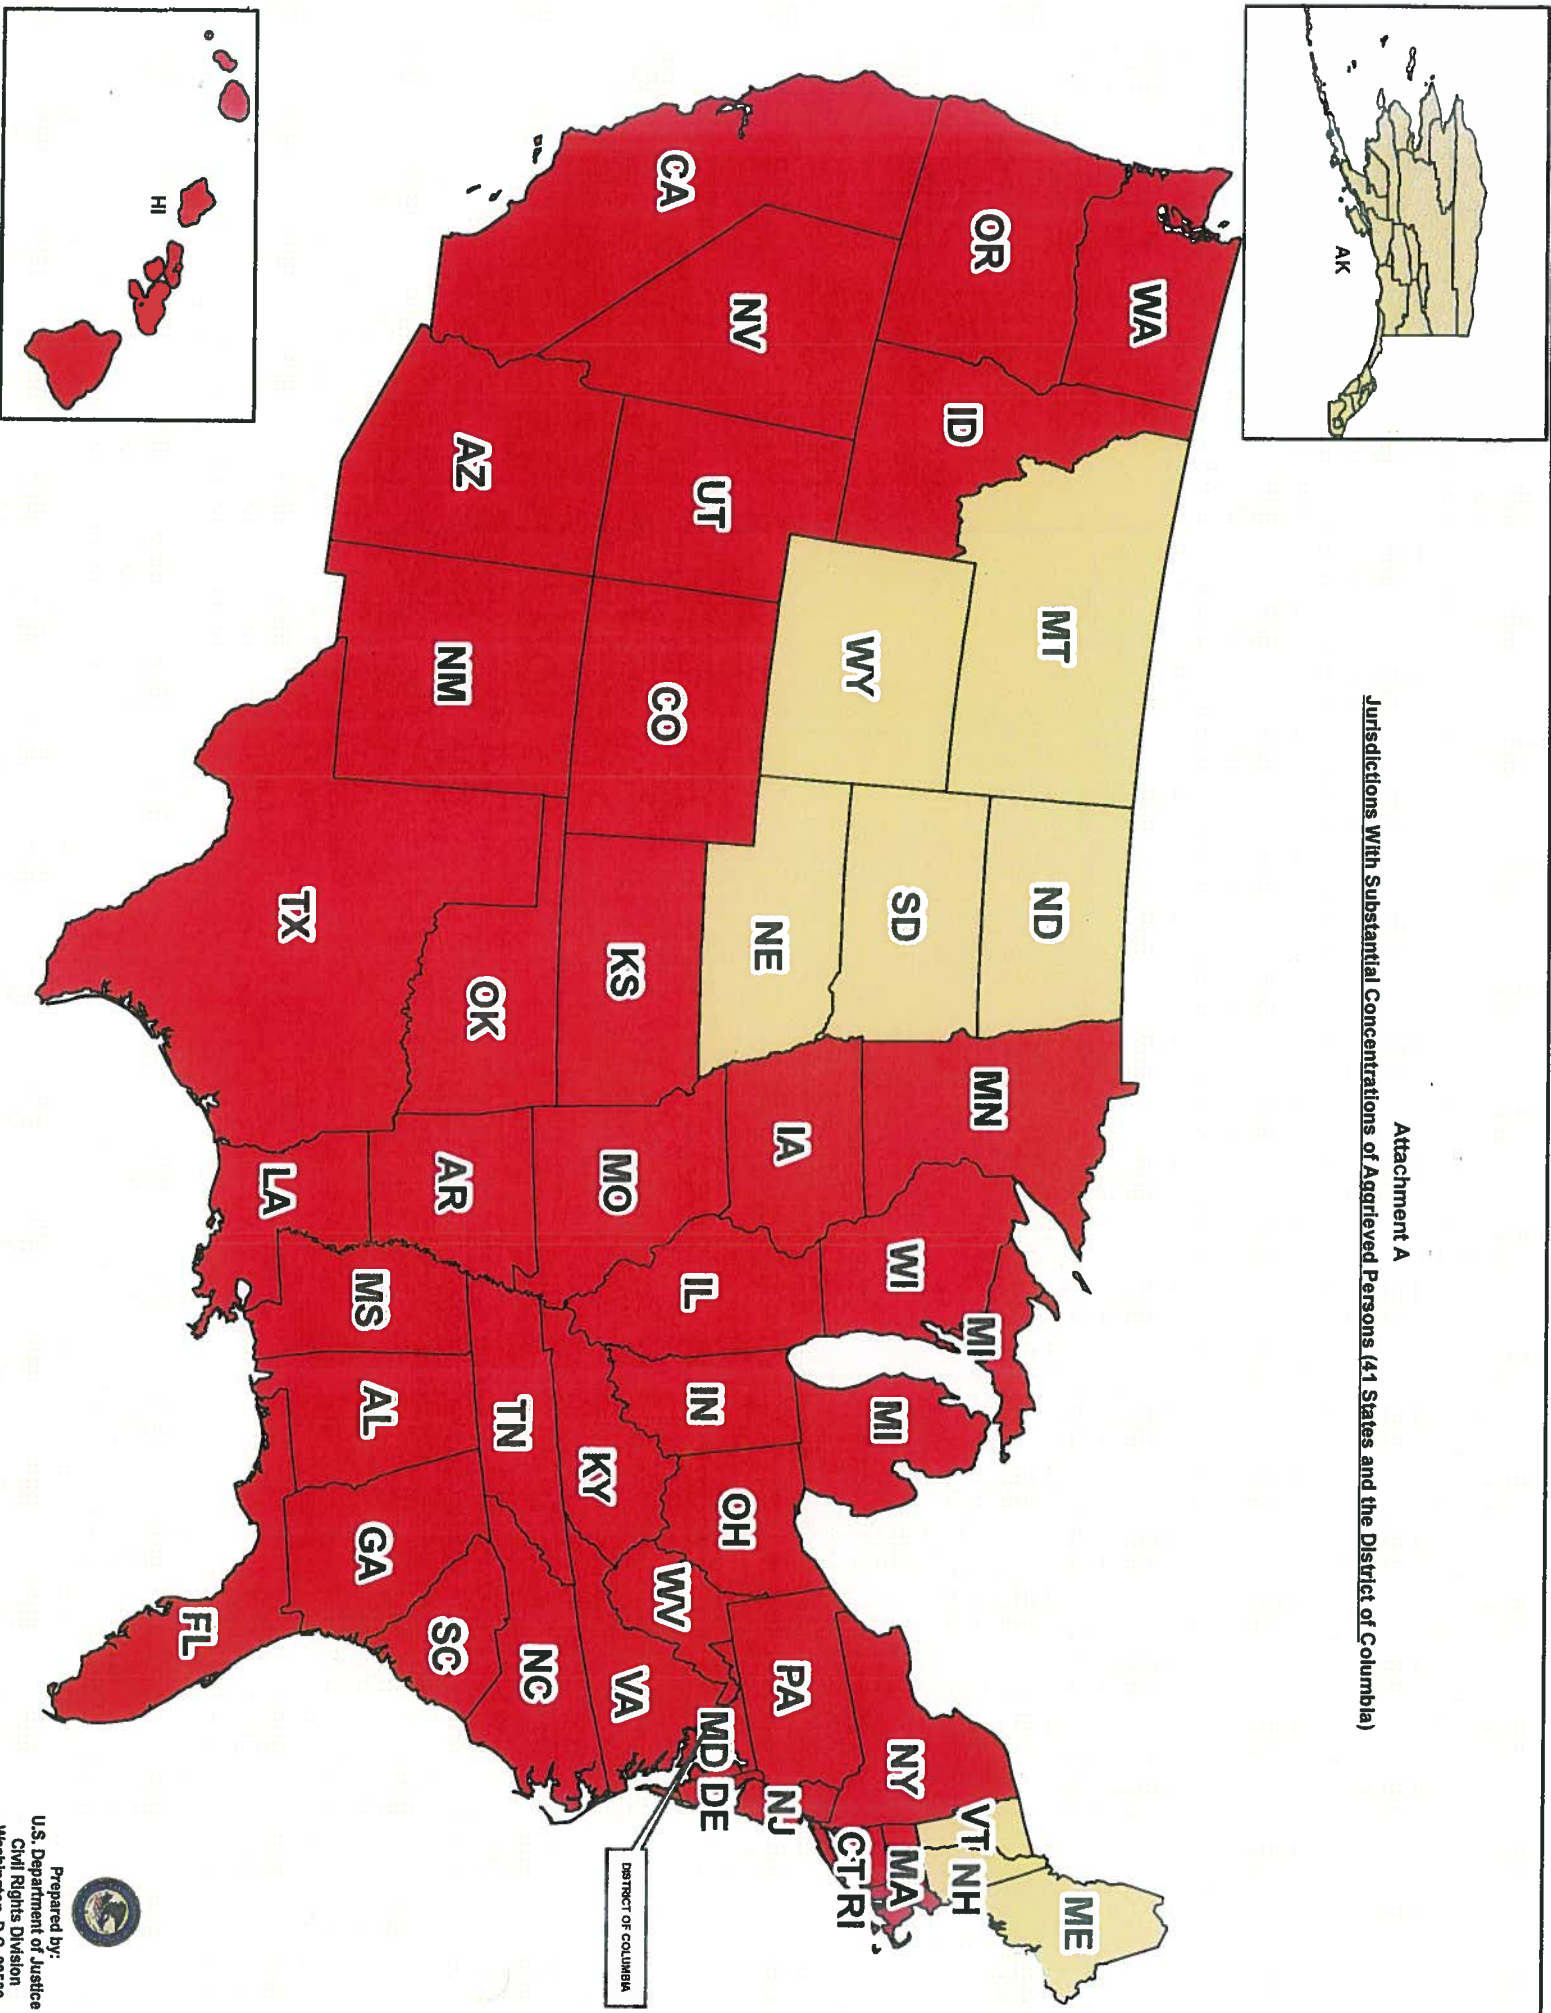 Attachment A
Jurisdictions With Substantial Concentrations of Aggrieved Persons (41 States and the District of Columbia)
AK
WA
MT
ND
MN
ME
OR
ID
WY
SD
WI
MI
MI
VT
NH
NY
MA
CT
RI
NV
UT
NE
IA
PA
NJ
CA
CO
KS
MO
IL
IN
OH
WV
MD
DE
VA
DISTRICT OF COLUMBIA
KY
AZ
NM
OK
AR
TN
NC
SC
TX
LA
MS
AL
GA
FL
HI
Prepared by:
U.S. Department of Justice
Civil Rights Division